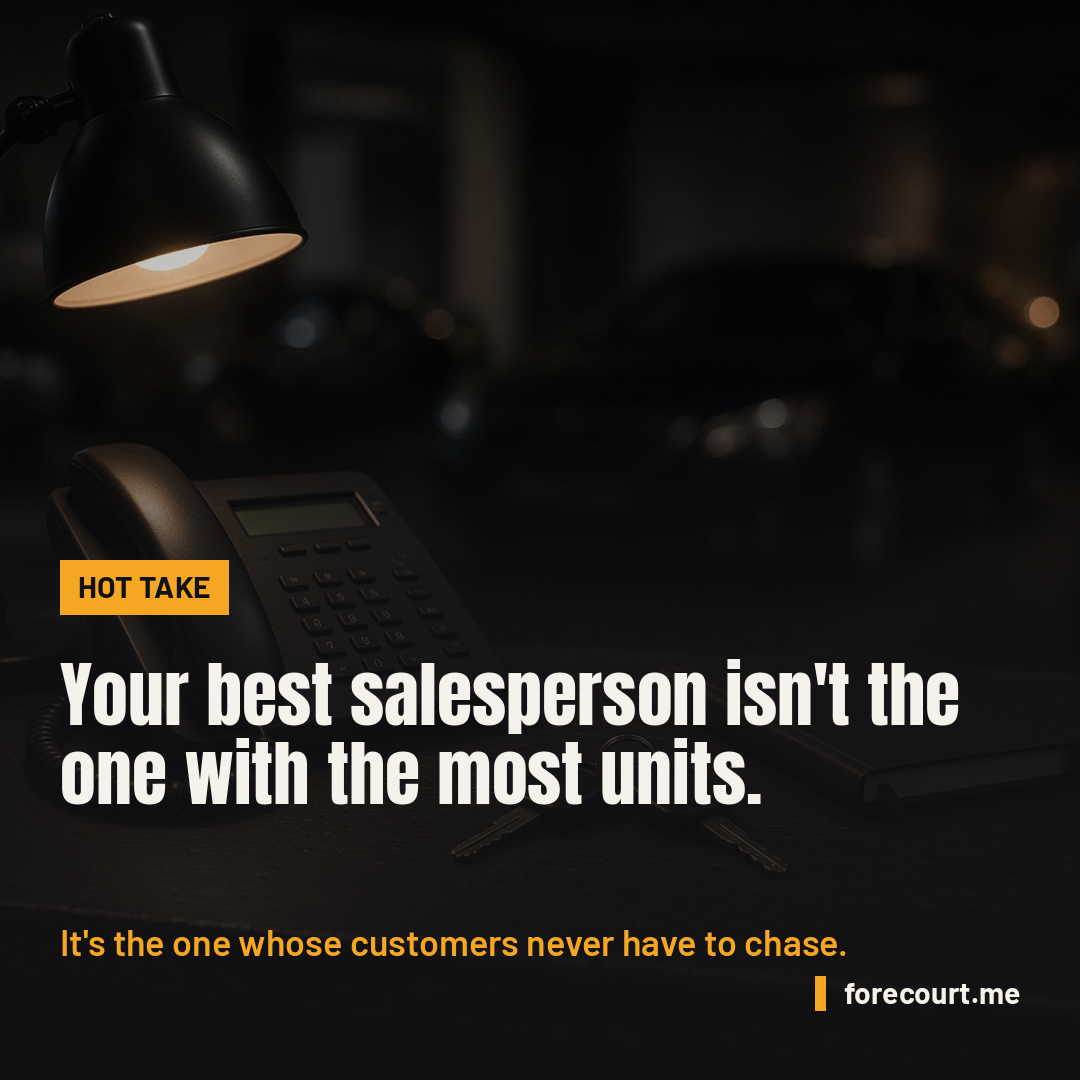 HOT TAKE
Your best salesperson isn't the
one with the most units.
It's the one whose customers never have to chase.
forecourt.me